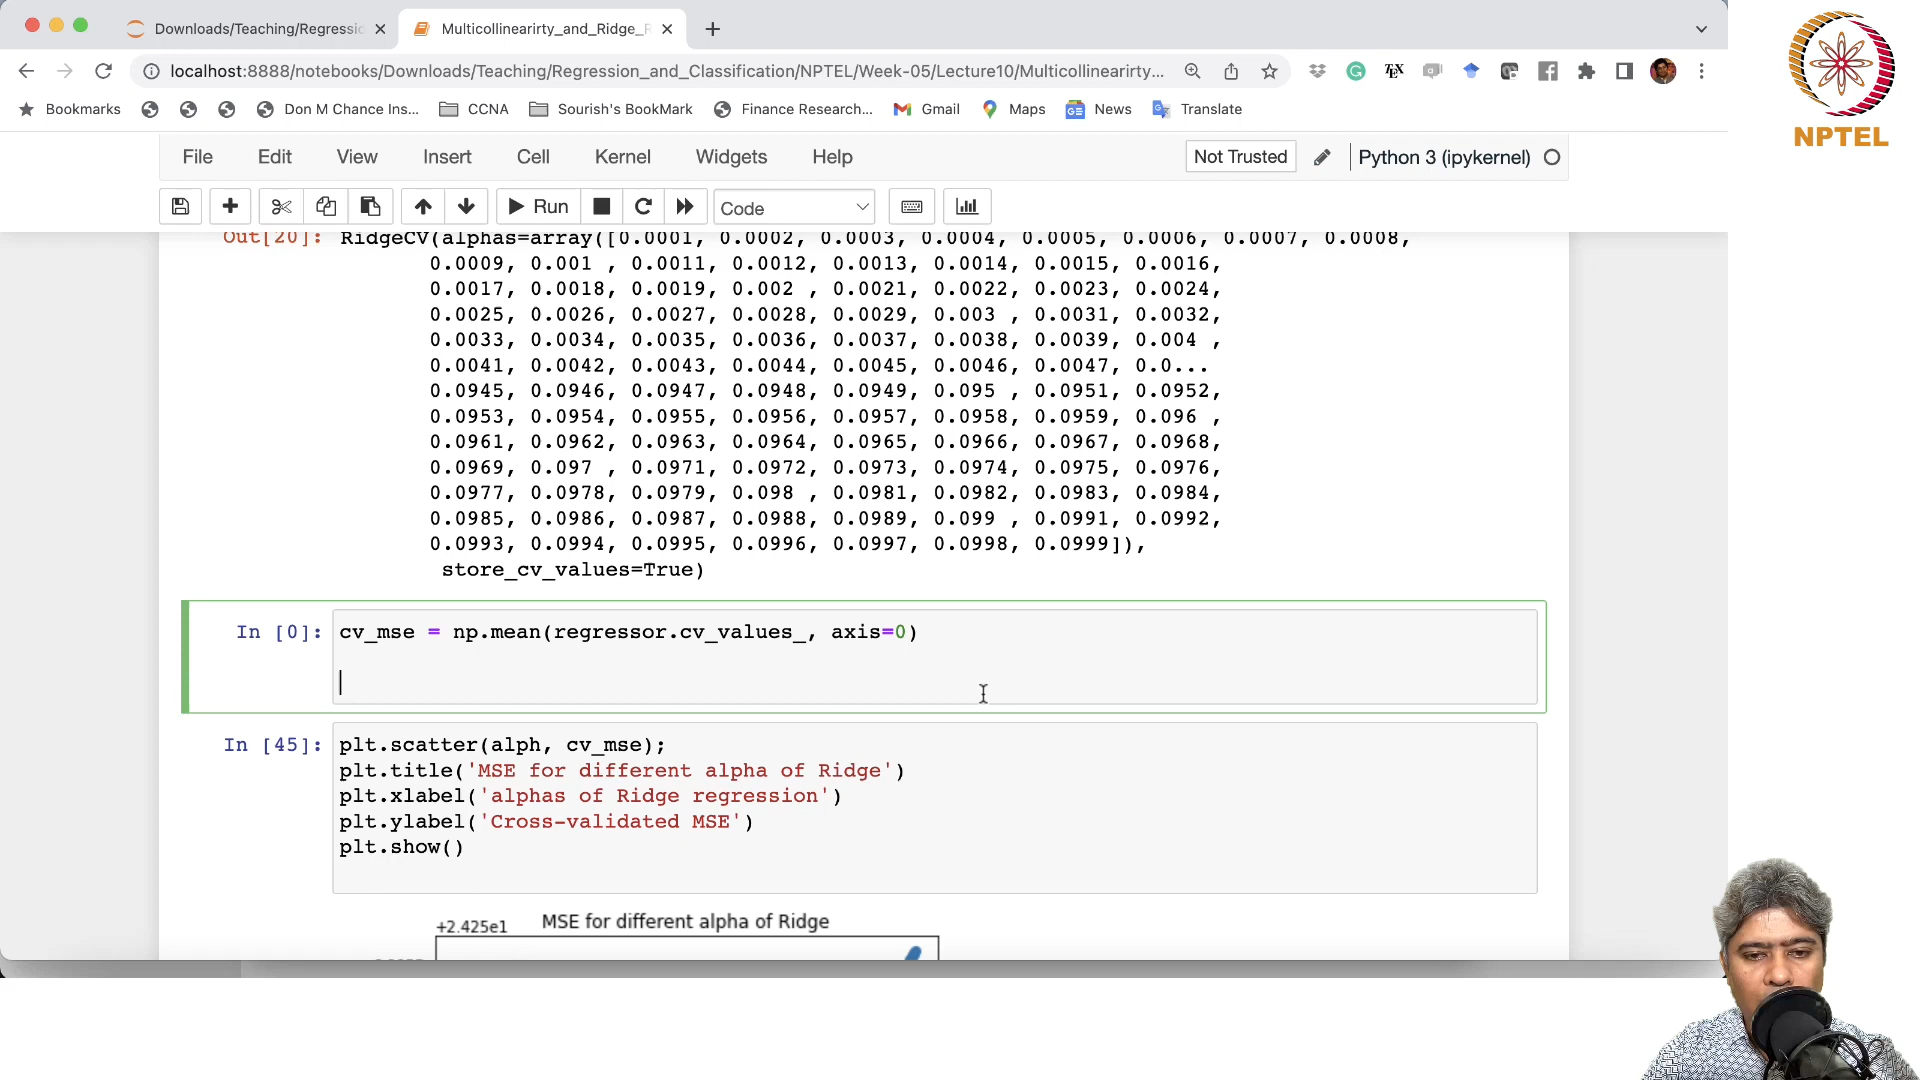 Downloads/Teaching/Regressio
Multicollinearirty_and_Ridge_R
localhost:8888/notebooks/Downloads/Teaching/Regression_and_Classification/NPTEL/Week-05/Lecture10/Multicollinearirty...
Bookmarks
Don M Chance Ins...
CCNA
Sourish's BookMark
Finance Research...
Gmail
Maps
News
Translate
NPTEL
File Edit View Insert Cell Kernel Widgets Help
Not Trusted
Python 3 (ipykernel)
Run
Code
Out[20]: RidgeCV(alphas=array([0.0001, 0.0002, 0.0003, 0.0004, 0.0005, 0.0006, 0.0007, 0.0008,
0.0009, 0.001 , 0.0011, 0.0012, 0.0013, 0.0014, 0.0015, 0.0016,
0.0017, 0.0018, 0.0019, 0.002 , 0.0021, 0.0022, 0.0023, 0.0024,
0.0025, 0.0026, 0.0027, 0.0028, 0.0029, 0.003 , 0.0031, 0.0032,
0.0033, 0.0034, 0.0035, 0.0036, 0.0037, 0.0038, 0.0039, 0.004 ,
0.0041, 0.0042, 0.0043, 0.0044, 0.0045, 0.0046, 0.0047, 0.0...
0.0945, 0.0946, 0.0947, 0.0948, 0.0949, 0.095 , 0.0951, 0.0952,
0.0953, 0.0954, 0.0955, 0.0956, 0.0957, 0.0958, 0.0959, 0.096 ,
0.0961, 0.0962, 0.0963, 0.0964, 0.0965, 0.0966, 0.0967, 0.0968,
0.0969, 0.097 , 0.0971, 0.0972, 0.0973, 0.0974, 0.0975, 0.0976,
0.0977, 0.0978, 0.0979, 0.098 , 0.0981, 0.0982, 0.0983, 0.0984,
0.0985, 0.0986, 0.0987, 0.0988, 0.0989, 0.099 , 0.0991, 0.0992,
0.0993, 0.0994, 0.0995, 0.0996, 0.0997, 0.0998, 0.0999]),
store_cv_values=True)
In [0]: cv_mse = np.mean(regressor.cv_values_, axis=0)
In [45]: plt.scatter(alph, cv_mse);
plt.title('MSE for different alpha of Ridge')
plt.xlabel('alphas of Ridge regression')
plt.ylabel('Cross-validated MSE')
plt.show()
+2.425e1 MSE for different alpha of Ridge